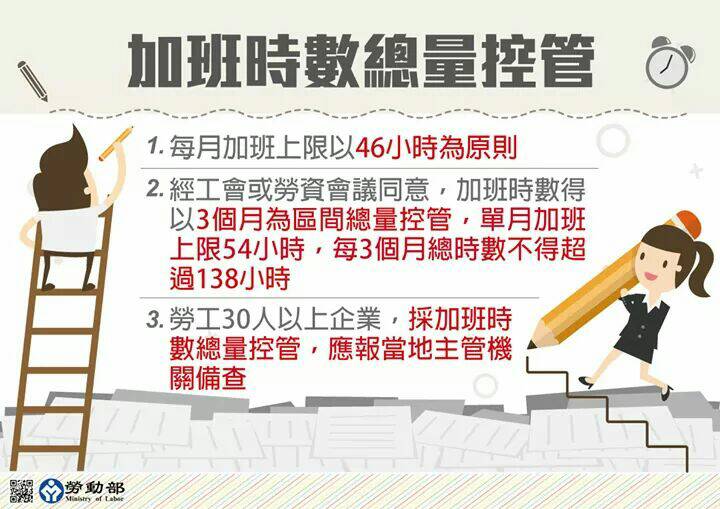 加班時數總量控管
1. 每月加班上限以46小時為原則
2. 經工會或勞資會議同意，加班時數得
以3個月為區間總量控管，單月加班
上限54小時，每3個月總時數不得超
過138小時
3. 勞工30人以上企業，採加班時
數總量控管，應報當地主管機
關備查
勞動部
Ministry of Labor